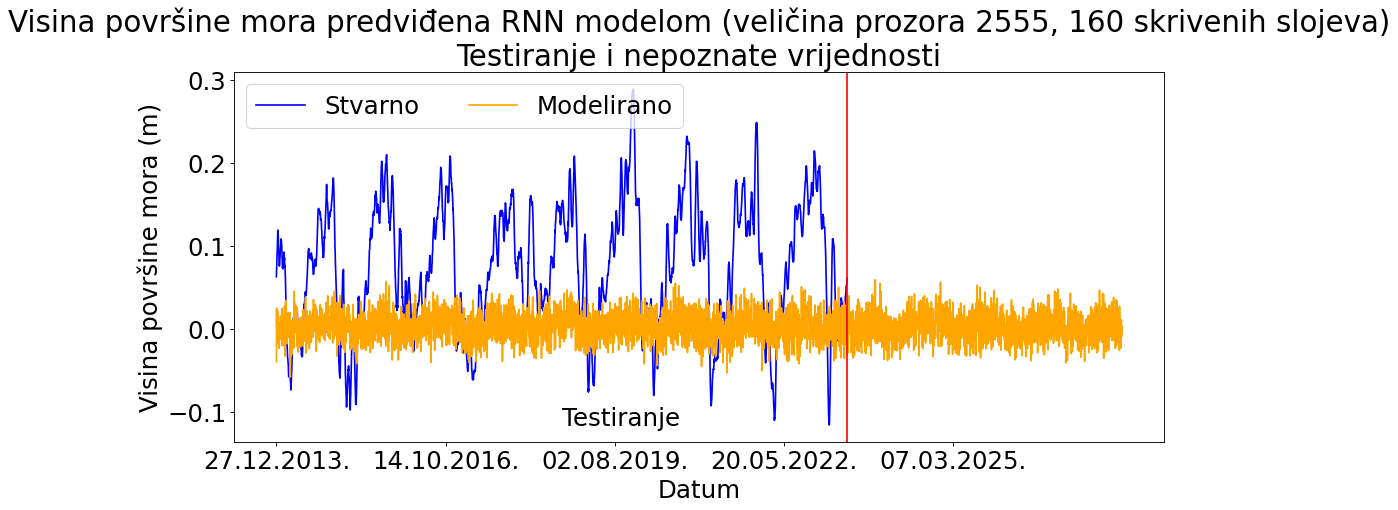 Visina površine mora predviđena RNN modelom (veličina prozora 2555, 160 skrivenih slojeva)
Testiranje i nepoznate vrijednosti
Stvarno Modelirano
Visina površine mora (m)
0.3
0.2
0.1
0.0
−0.1
Testiranje
27.12.2013. 14.10.2016. 02.08.2019. 20.05.2022. 07.03.2025.
Datum